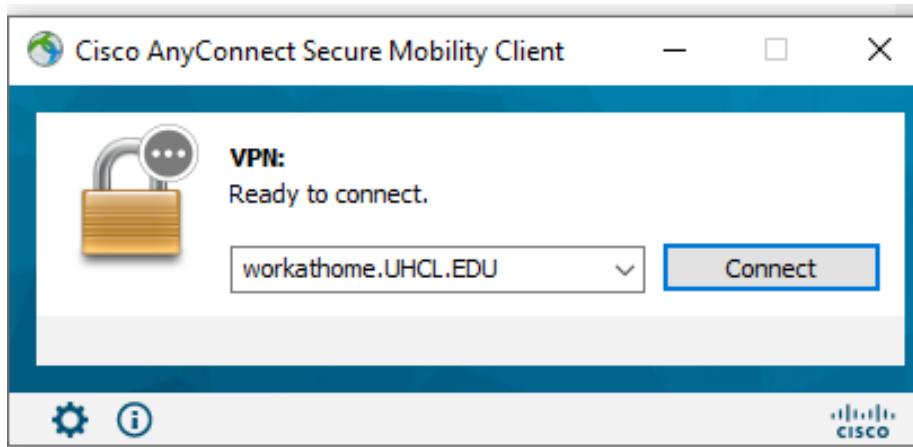 Cisco AnyConnect Secure Mobility Client
VPN:
Ready to connect.
workathome.UHCL.EDU
Connect
CISCO